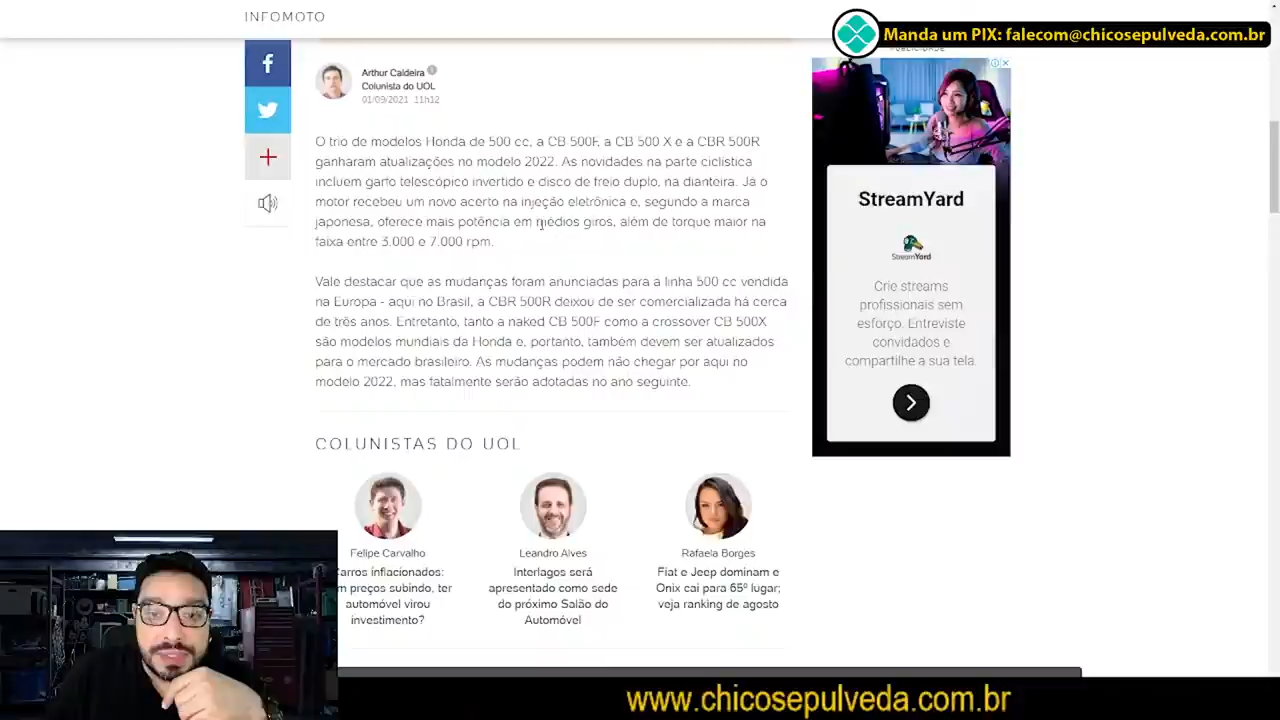 INFOMOTO
Manda um PIX: falecom@chicosepulveda.com.br
Arthur Caldeira
Colunista do UOL
01/09/2021 11h12
O trio de modelos Honda de 500 cc, a CB 500F, a CB 500 X e a CBR 500R
ganharam atualizações no modelo 2022. As novidades na parte ciclística
incluem garfo telescópico invertido e disco de freio duplo, na dianteira. Já o
motor recebeu um novo acerto na injeção eletrônica e, segundo a marca
japonesa, oferece mais potência em médios giros, além de torque maior na
faixa entre 3.000 e 7.000 rpm.
Vale destacar que as mudanças foram anunciadas para a linha 500 cc vendida
na Europa - aqui no Brasil, a CBR 500R deixou de ser comercializada há cerca
de três anos. Entretanto, tanto a naked CB 500F como a crossover CB 500X
são modelos mundiais da Honda e, portanto, também devem ser atualizados
para o mercado brasileiro. As mudanças podem não chegar por aqui no
modelo 2022, mas fatalmente serão adotadas no ano seguinte.
StreamYard
StreamYard
Crie streams
profissionais sem
esforço. Entreviste
convidados e
compartilhe a sua tela.
COLUNISTAS DO UOL
Felipe Carvalho
Carros inflacionados:
preços subindo, ter
automóvel virou
investimento?
Leandro Alves
Interlagos será
apresentado como sede
do próximo Salão do
Automóvel
Rafaela Borges
Fiat e Jeep dominam e
Onix cai para 65º lugar;
veja ranking de agosto
www.chicosepulveda.com.br